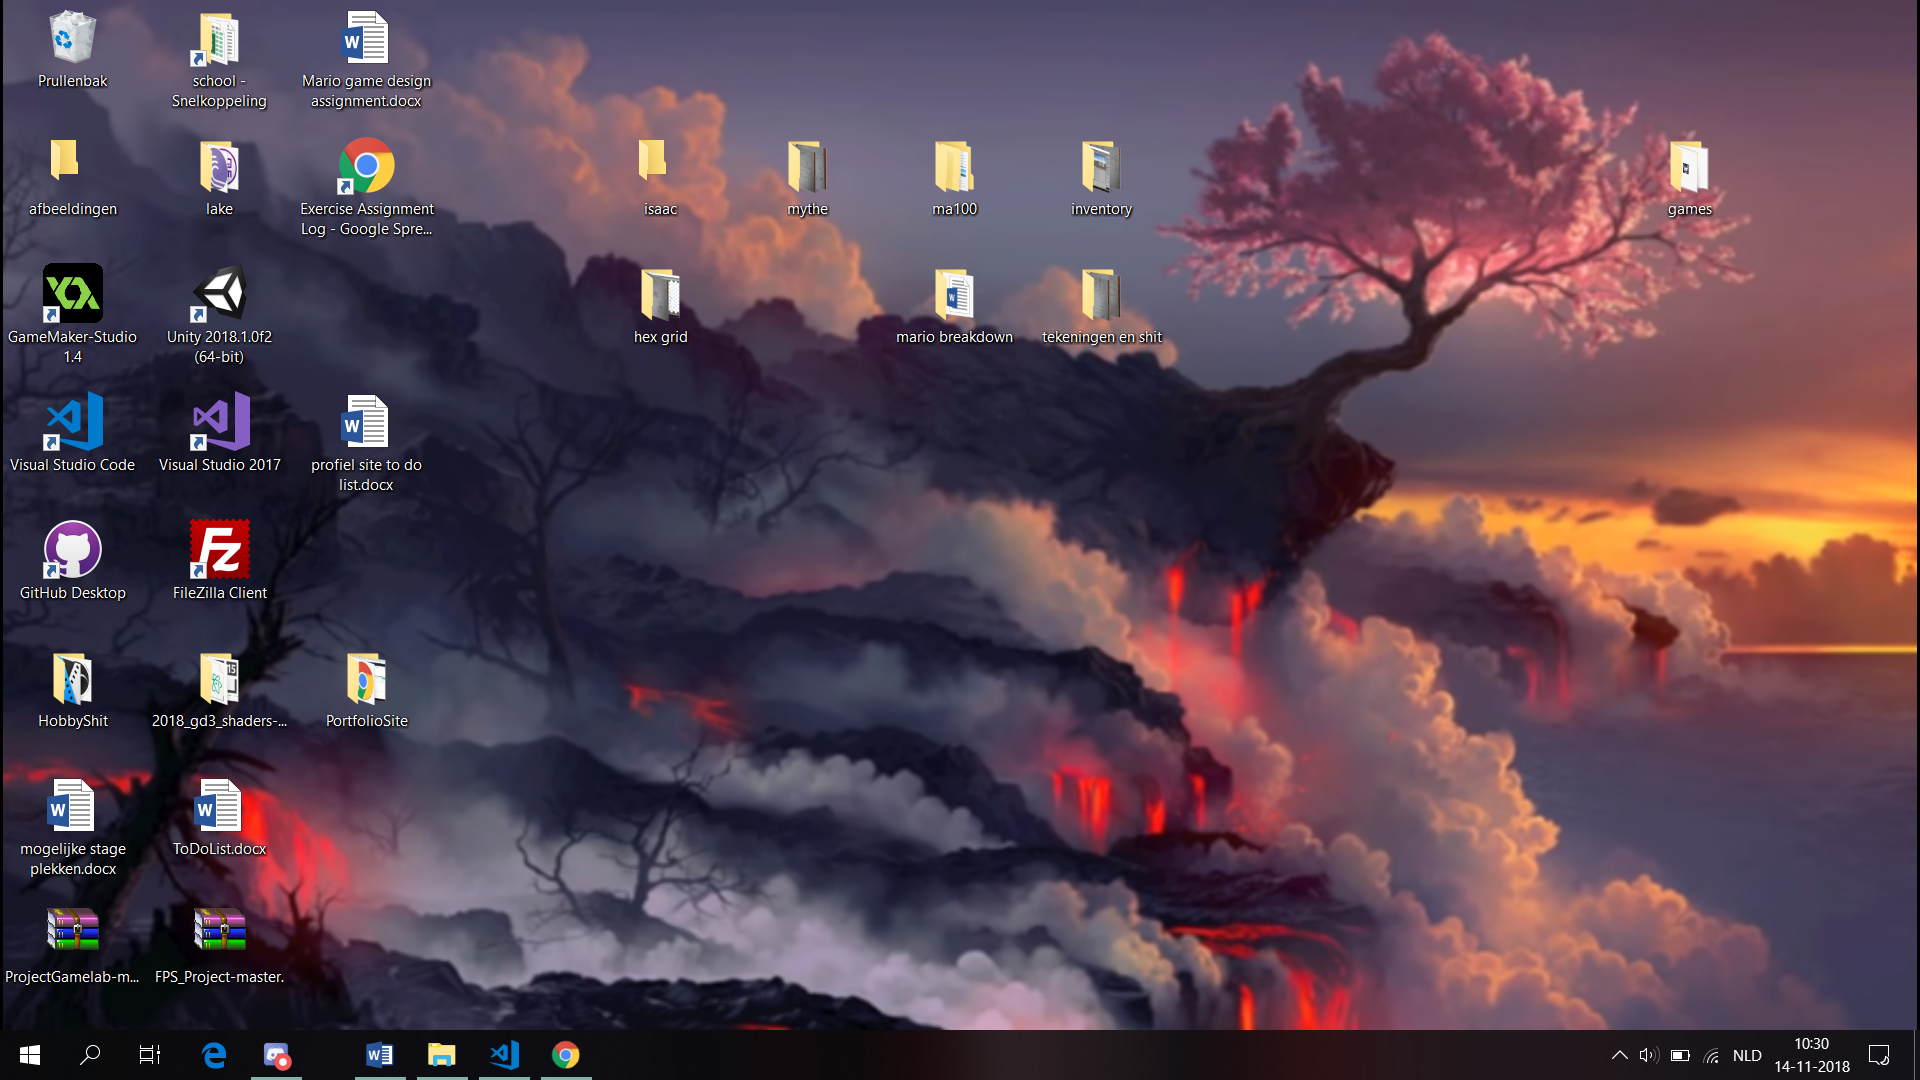 Prullenbak
school -
Snelkoppeling
Mario game design
assignment.docx
afbeeldingen
lake
Exercise Assignment
Log - Google Spre...
isaac
mythe
ma100
inventory
games
GameMaker-Studio
1.4
Unity 2018.1.0f2
(64-bit)
hex grid
mario breakdown
tekeningen en shit
Visual Studio Code
Visual Studio 2017
profiel site to do
list.docx
GitHub Desktop
FileZilla Client
HobbyShit
2018_gd3_shaders-...
PortfolioSite
mogelijke stage
plekken.docx
ToDoList.docx
ProjectGamelab-m...
FPS_Project-master.
NLD
10:30
14-11-2018